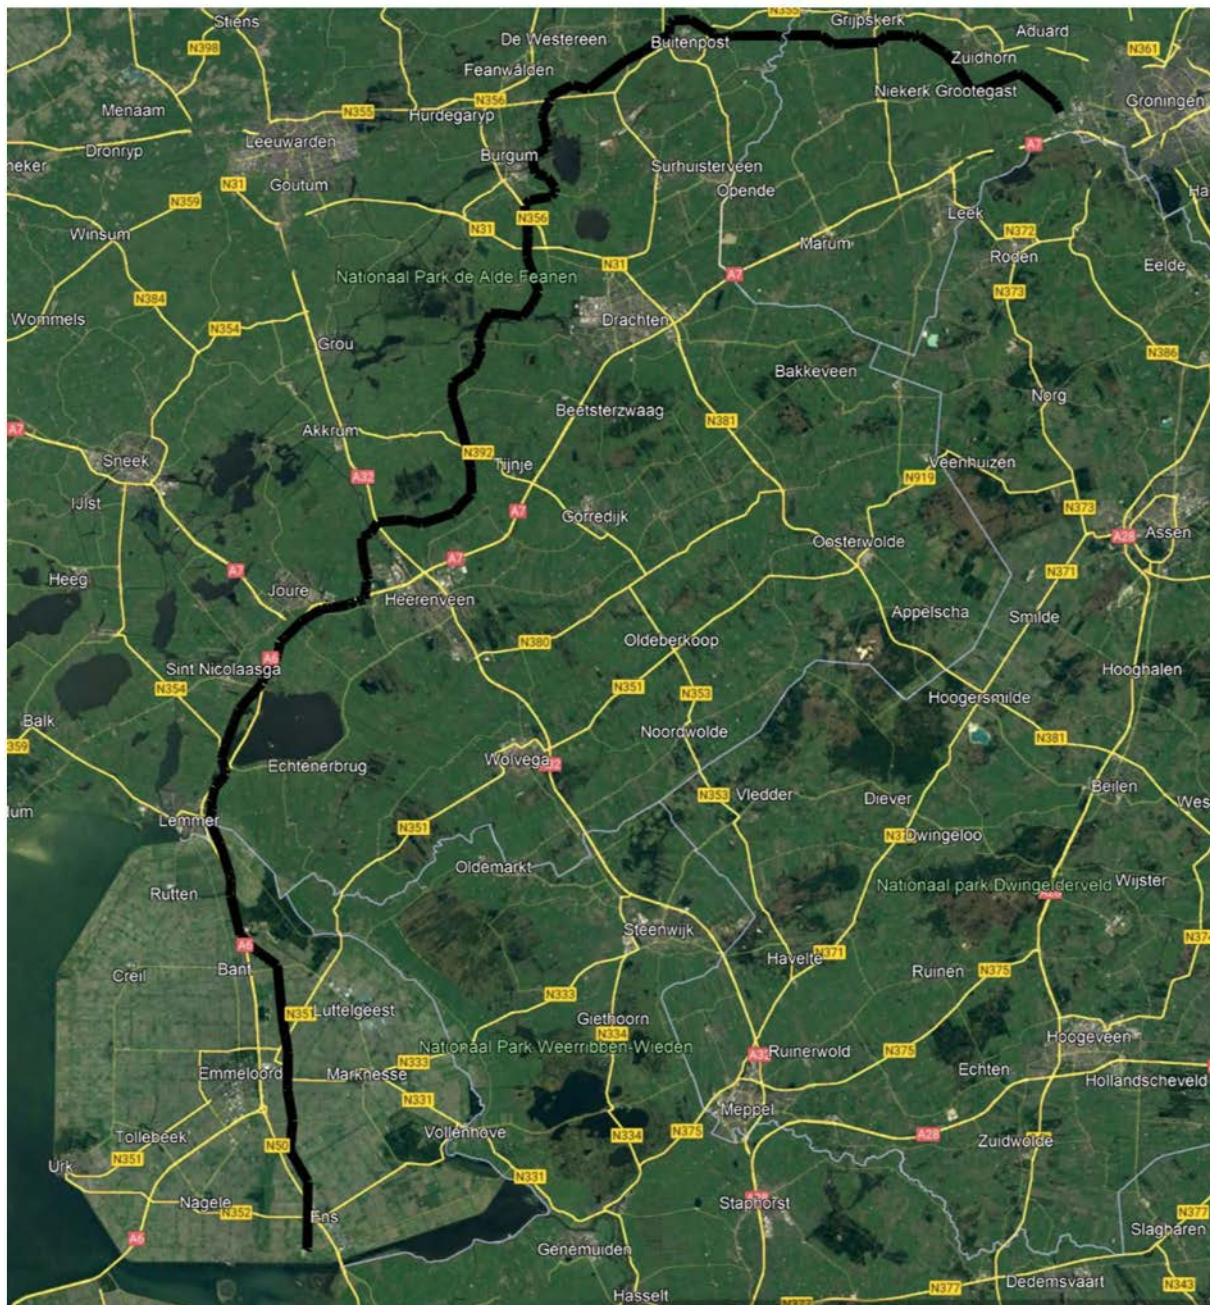 Stiens
N355
Grijpskerk
Aduard
De Westereen
Buitenpost
N398
N361
Zuidhorn
Feanwâlden
Menaam
Niekerk Grootegast
N356
Groningen
N355
Hurdegaryp
Leeuwarden
Dronryp
A7
Burgum
neker
Surhuisterveen
Goutum
N31
Opende
Ha
N359
Leek
N356
Winsum
N31
N372
Marum
Roden
N31
Eelde
A7
Nationaal Park de Alde Feanen
N373
N384
Wommels
Drachten
N354
Grou
N386
Bakkeveen
Norg
Beetsterzwaag
N381
A7
Akkrum
N392
Sneek
Tijnje
Veenhuizen
A32
N919
IJlst
A7
Gorredijk
N373
Assen
A28
Oosterwolde
A7
A7
N371
Heeg
Joure
Heerenveen
Appelscha
Smilde
N380
Oldeberkoop
A6
Sint Nicolaasga
Hooghalen
N354
N351
N353
Hoogersmilde
Balk
Noordwolde
N381
359
Wolvega
Echtenerbrug
Beilen
N353
Vledder
Diever
Wes
lum
Lemmer
N351
Dwingeloo
Oldemarkt
Wijster
Nationaal park Dwingelderveld
Rutten
Steenwijk
N374
A6
N371
Havelte
Bant
Ruinen
N375
Creil
N333
N351
Luttelgeest
Giethoorn
N334
Hoogeveen
Nationaal Park Weerribben-Wieden
Ruinerwold
N375
N333
Emmeloord
Marknesse
Echten
Hollandscheveld
N331
Meppel
Vollenhove
N334
N375
A28
Tollebeek
Zuidwolde
N50
N351
Urk
N331
Nagele
Staphorst
N352
Ens
N377
A6
Slagharen
Genemuiden
N377
Dedemsvaart
N343
Hasselt